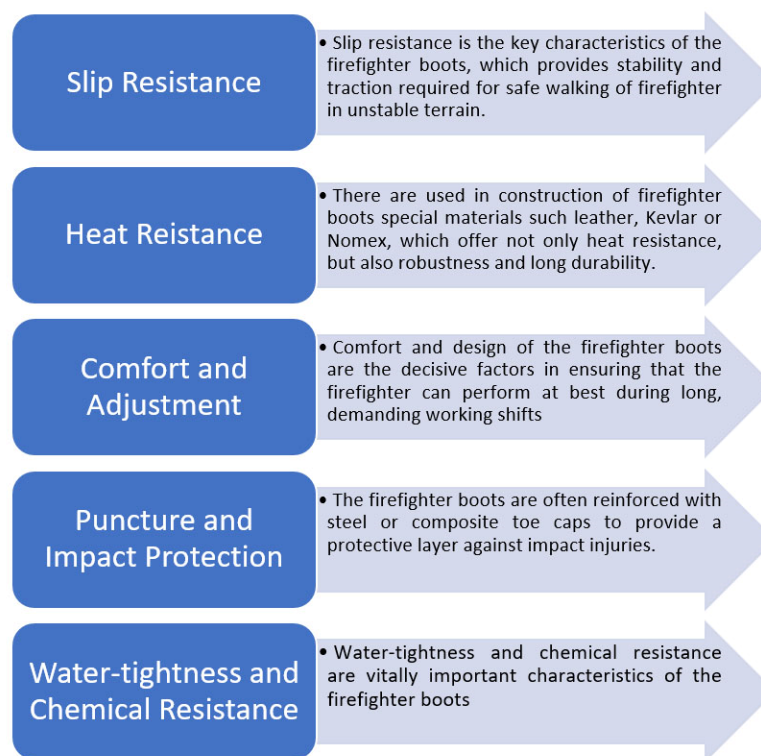 Slip Resistance
• Slip resistance is the key characteristics of the
firefighter boots, which provides stability and
traction required for safe walking of firefighter
in unstable terrain.
Heat Reistance
• There are used in construction of firefighter
boots special materials such leather, Kevlar or
Nomex, which offer not only heat resistance,
but also robustness and long durability.
Comfort and
Adjustment
• Comfort and design of the firefighter boots
are the decisive factors in ensuring that the
firefighter can perform at best during long,
demanding working shifts
Puncture and
Impact Protection
• The firefighter boots are often reinforced with
steel or composite toe caps to provide a
protective layer against impact injuries.
Water-tightness and
Chemical Resistance
• Water-tightness and chemical resistance
are vitally important characteristics of the
firefighter boots